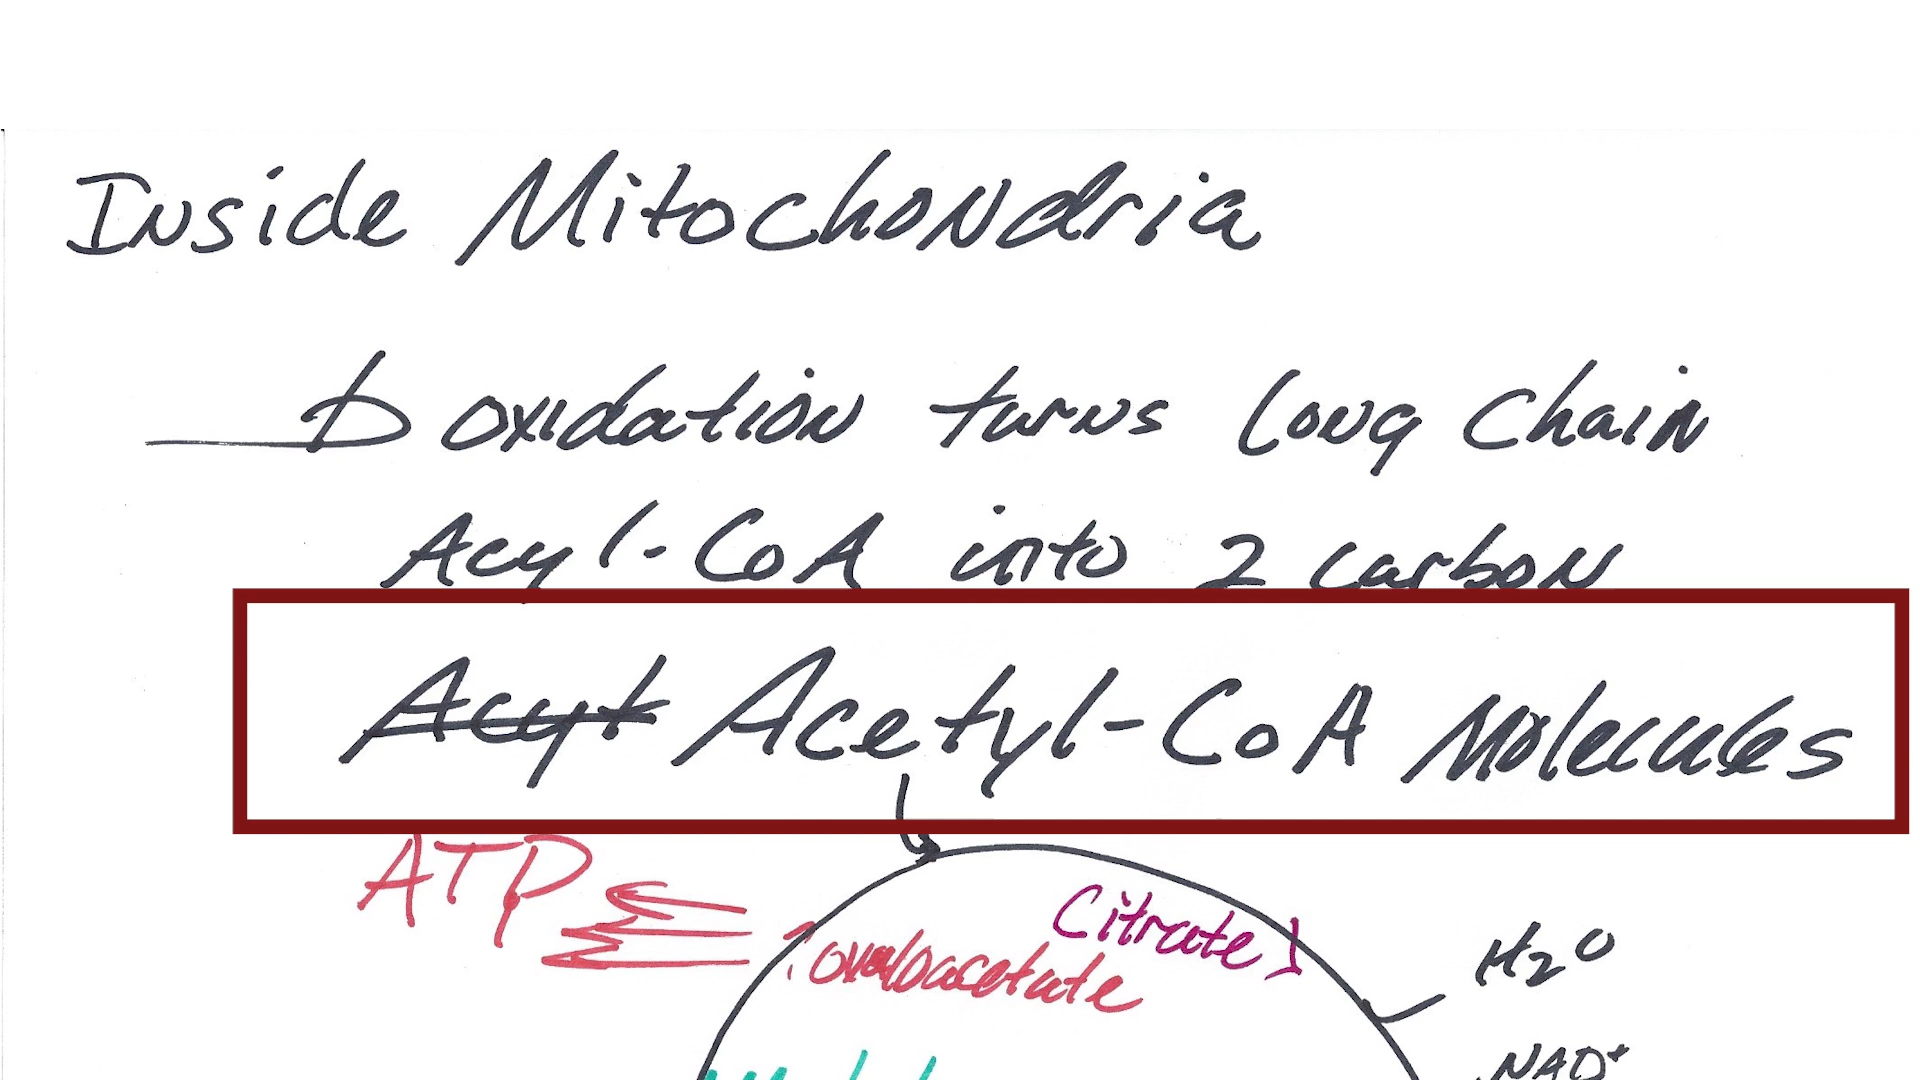 Inside Mitochondria
oxidation turns long chain
Acyl-CoA into 2 carbon
Acyl Acetyl-CoA Molecules
ATP
Citrate
oxaloacetate
H2O
NAD+